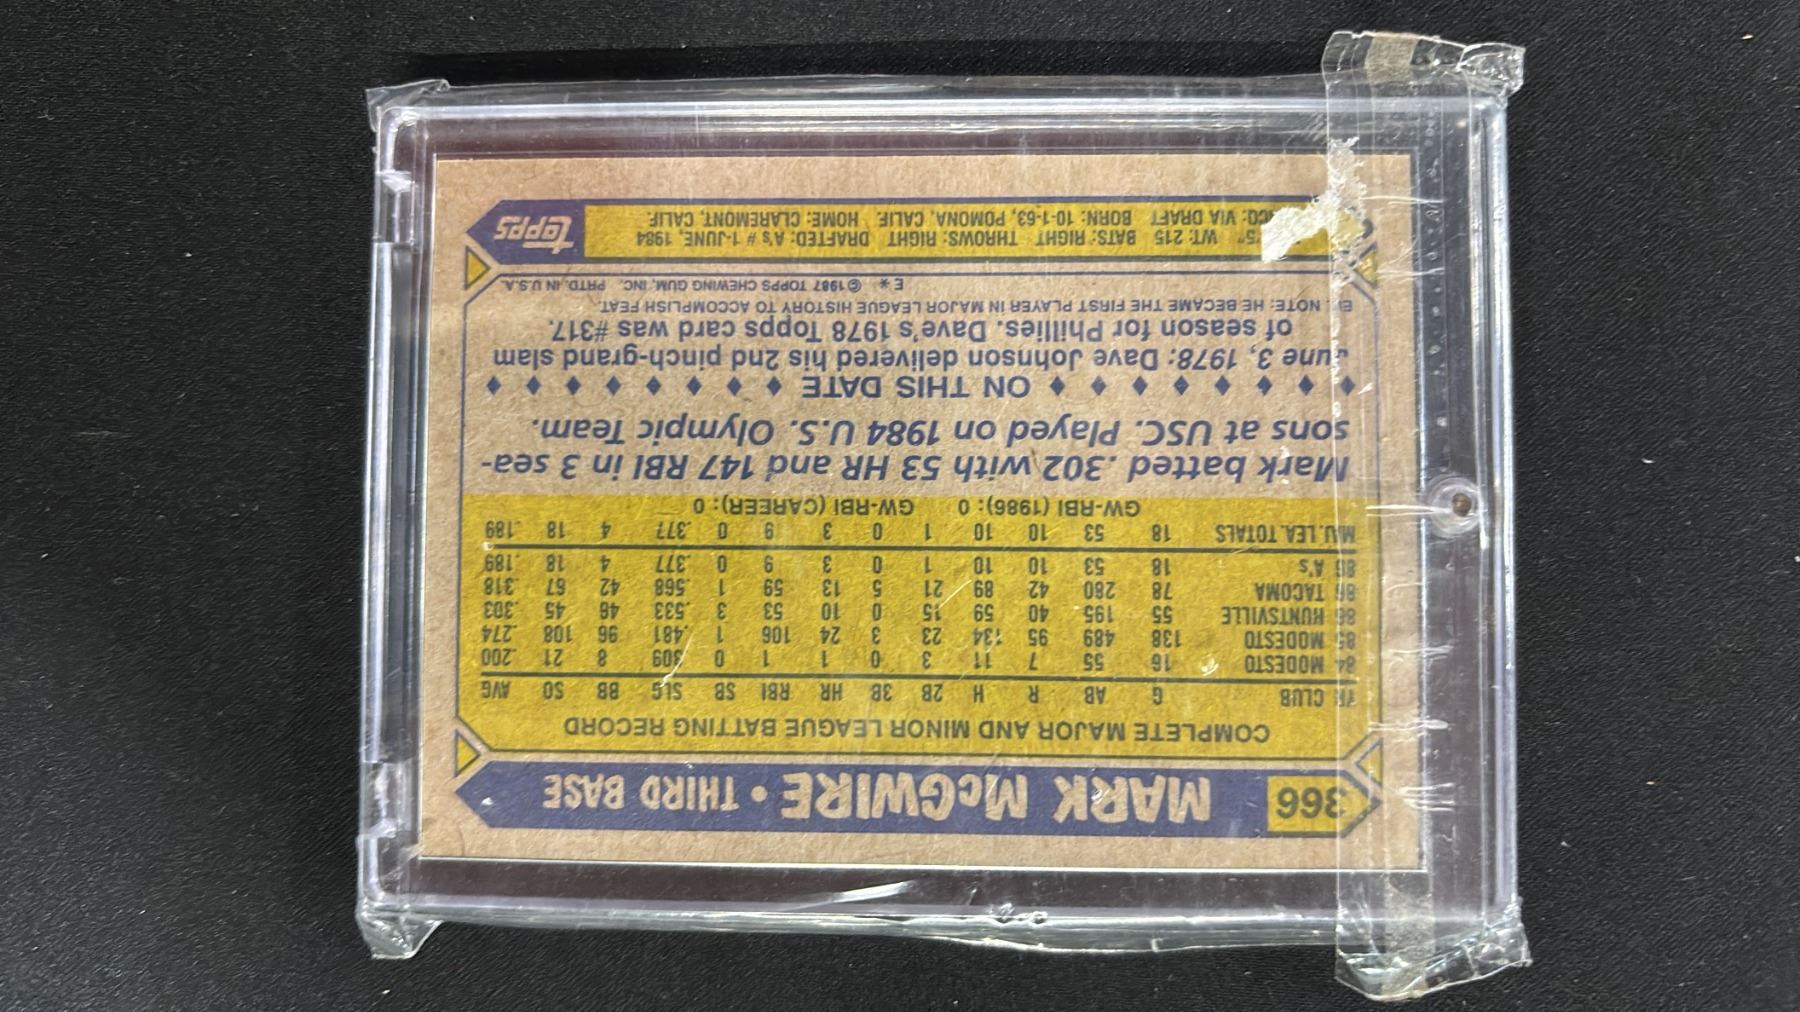 366 MARK McGWIRE • THIRD BASE
COMPLETE MAJOR AND MINOR LEAGUE BATTING RECORD
YR CLUB G AB R H 2B 3B HR RBI SB SLG BB SO AVG
84 MODESTO 16 55 7 11 3 0 1 1 0 .309 8 21 .200
85 MODESTO 138 489 95 134 23 3 24 106 1 .481 96 108 .274
86 HUNTSVILLE 55 195 40 59 15 0 10 53 3 .533 46 45 .303
86 TACOMA 78 280 42 89 21 5 13 59 1 .568 42 67 .318
86 A's 18 53 10 10 1 0 3 9 0 .377 4 18 .189
MAJ. LEA. TOTALS 18 53 10 10 1 0 3 9 0 .377 4 18 .189
GW-RBI (1986): 0 GW-RBI (CAREER): 0
Mark batted .302 with 53 HR and 147 RBI in 3 sea-
sons at USC. Played on 1984 U.S. Olympic Team.
♦ ♦ ♦ ♦ ♦ ♦ ♦ ♦ ON THIS DATE ♦ ♦ ♦ ♦ ♦ ♦ ♦ ♦
June 3, 1978: Dave Johnson delivered his 2nd pinch-grand slam
of season for Phillies. Dave's 1978 Topps card was #317.
ED. NOTE: HE BECAME THE FIRST PLAYER IN MAJOR LEAGUE HISTORY TO ACCOMPLISH FEAT.
E * © 1987 TOPPS CHEWING GUM, INC. PRTD. IN U.S.A.
5" WT: 215 BATS: RIGHT THROWS: RIGHT DRAFTED: A's # 1-JUNE, 1984
VIA DRAFT BORN: 10-1-63, POMONA, CALIF. HOME: CLAREMONT, CALIF.
topps